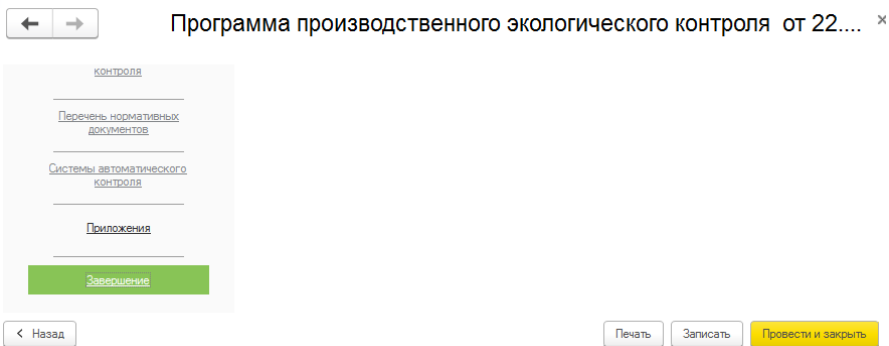 Программа производственного экологического контроля от 22....
контроля
Перечень нормативных
документов
Системы автоматического
контроля
Приложения
Завершение
Назад
Печать
Записать
Провести и закрыть